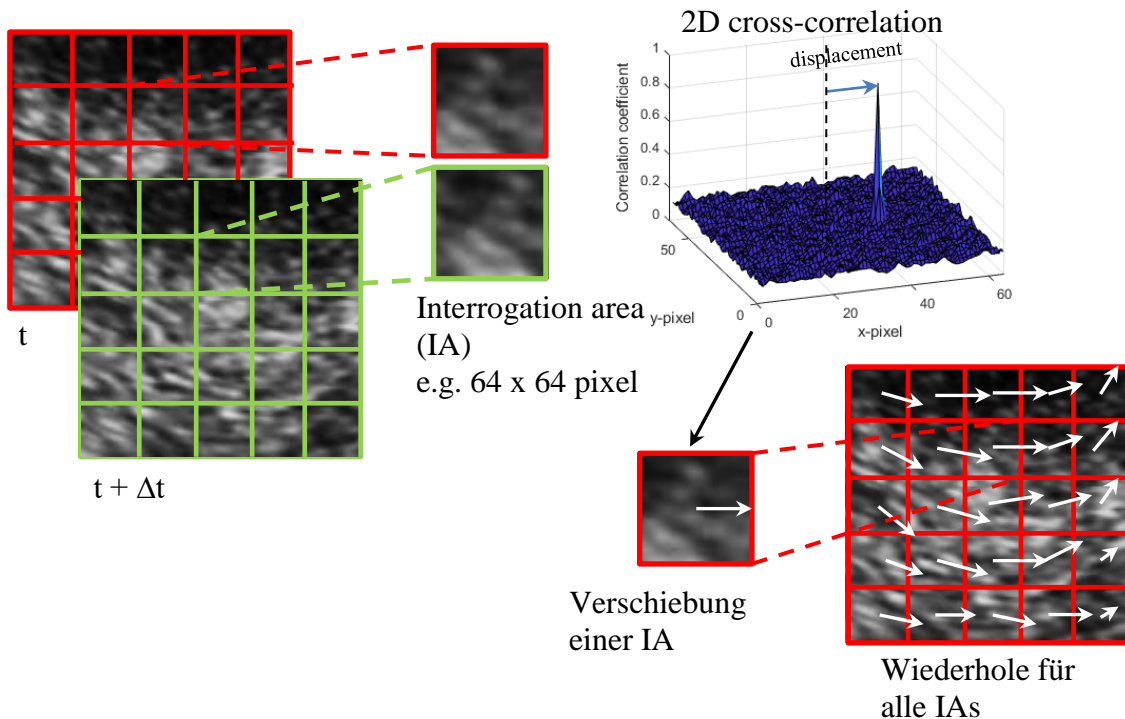 2D cross-correlation
displacement
Correlation coefficient
1
0.8
0.6
0.4
0.2
0
50
0
y-pixel
0
20
40
60
x-pixel
t
t + Δt
Interrogation area
(IA)
e.g. 64 x 64 pixel
Verschiebung
einer IA
Wiederhole für
alle IAs